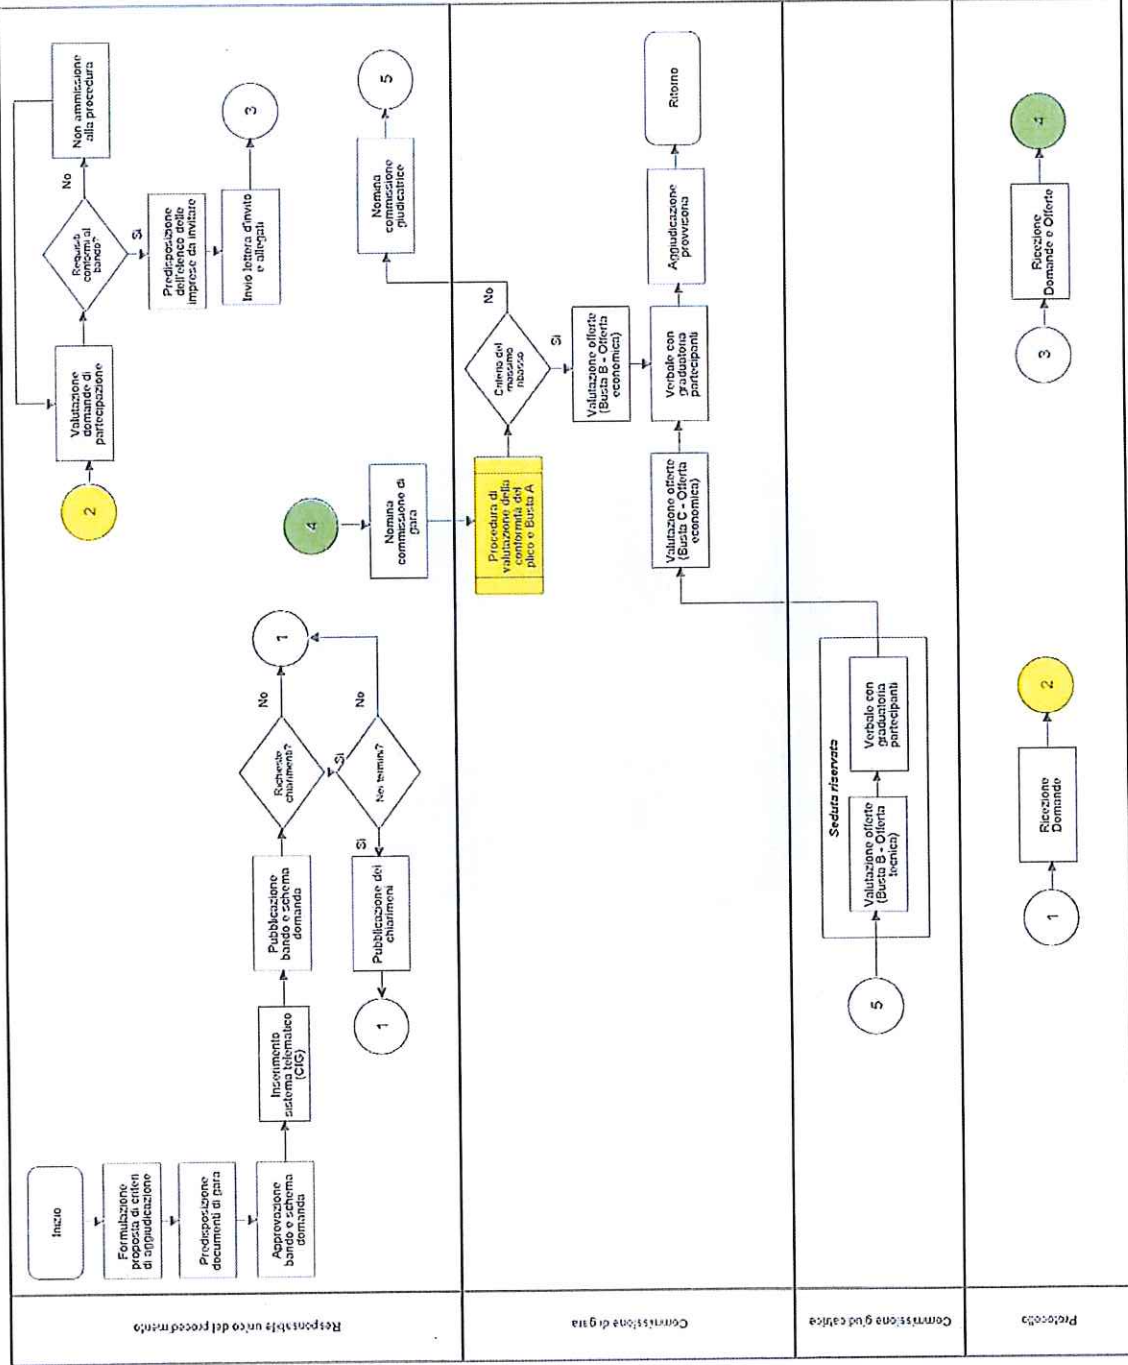 Responsabile unico del procedimento
Inizio
Formulazione
proposta di criteri
di aggiudicazione
Predisposizione
documenti di gara
Approvazione
bando e schema
domanda
Inserimento
sistema telematico
(CIG)
Pubblicazione
bando e schema
domanda
Richieste
chiarimenti?
No
1
Si
Nei termini?
No
Si
Pubblicazione dei
chiarimeni
1
2
Valutazione
domande di
partecipazione
Requisiti
conformi al
bando?
No
Non ammissione
alla procedura
Si
Predisposizione
dell'elenco delle
imprese da invitare
Invio lettera d'invito
e allegati
3
4
Nomina
commissione di
gara
Nomina
commissione
giudicatrice
5
Commissione di gara
Procedura di
valutazione della
conformità del
plico e Busta A
Criterio del
massimo
ribasso
No
Si
Valutazione offerte
(Busta B - Offerta
economica)
Valutazione offerte
(Busta C - Offerta
economica)
Verbale con
graduatoria
partecipanti
Aggiudicazione
provvisoria
Ritorno
Commissione giudicatrice
5
Seduta riservata
Valutazione offerte
(Busta B - Offerta
tecnica)
Verbale con
graduatoria
partecipanti
Protocollo
1
Ricezione
Domande
2
3
Ricezione
Domande e Offerte
4